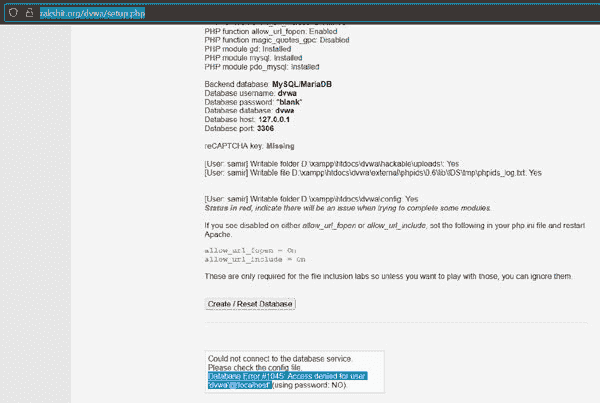 rakshit.org/dvwa/setup.php
PHP function allow_url_fopen: Enabled
PHP function magic_quotes_gpc: Disabled
PHP module gd: Installed
PHP module mysql: Installed
PHP module pdo_mysql: Installed
Backend database: MySQL/MariaDB
Database username: dvwa
Database password: *blank*
Database database: dvwa
Database host: 127.0.0.1
Database port: 3306
reCAPTCHA key: Missing
[User: samir] Writable folder D:\xampp\htdocs\dvwa\hackable\uploads\: Yes
[User: samir] Writable file D:\xampp\htdocs\dvwa\external\phpids\0.6\lib\IDS\tmp\phpids_log.txt: Yes
[User: samir] Writable folder D:\xampp\htdocs\dvwa\config: Yes
Status in red, indicate there will be an issue when trying to complete some modules.
If you see disabled on either allow_url_fopen or allow_url_include, set the following in your php.ini file and restart
Apache.
allow_url_fopen = On
allow_url_include = On
These are only required for the file inclusion labs so unless you want to play with those, you can ignore them.
Create / Reset Database
Could not connect to the database service.
Please check the config file.
Database Error #1045: Access denied for user
'dvwa'@'localhost' (using password: NO).